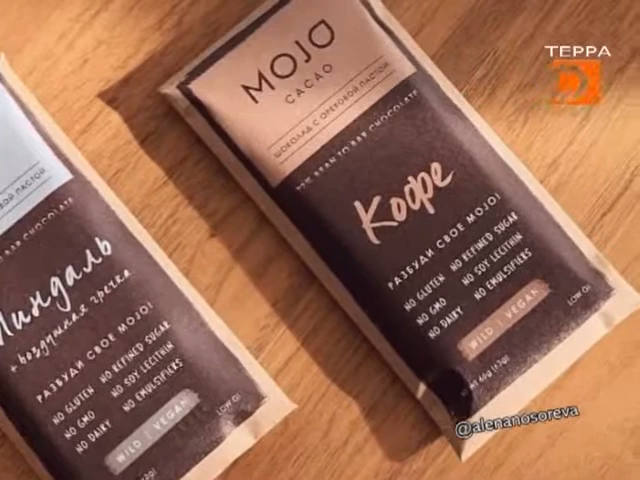 ТЕРРА
MOJO
CACAO
ШОКОЛАД С ОРЕХОВОЙ ПАСТОЙ
72% BEAN TO BAR CHOCOLATE
Кофе
РАЗБУДИ СВОЕ MOJO!
NO GLUTEN NO REFINED SUGAR
NO GMO NO SOY LECITHIN
NO DAIRY NO EMULSIFIERS
WILD | VEGAN
LOW GI
@alenanosoreva
ПАСТОЙ
BAR CHOCOLATE
Миндаль
+ воздушная гречка
РАЗБУДИ СВОЕ MOJO!
NO GLUTEN NO REFINED SUGAR
NO GMO NO SOY LECITHIN
NO DAIRY NO EMULSIFIERS
WILD | VEGAN
LOW GI